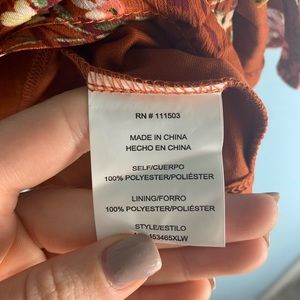 RN # 111503
MADE IN CHINA
HECHO EN CHINA
SELF/CUERPO
100% POLYESTER/POLIÉSTER
LINING/FORRO
100% POLYESTER/POLIÉSTER
STYLE/ESTILO